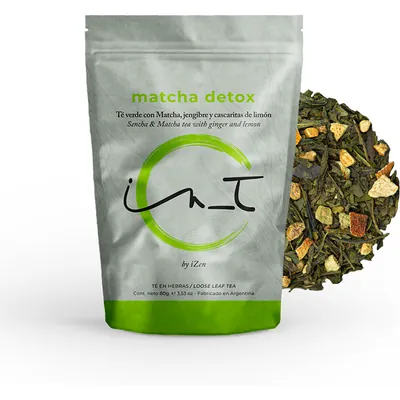 matcha detox
Té verde con Matcha, jengibre y cascaritas de limón
Sencha & Matcha tea with ginger and lemon
in_T
by iZen
TÉ EN HEBRAS / LOOSE LEAF TEA
Cont. neto 80g. e 3,53 oz - Fabricado en Argentina.